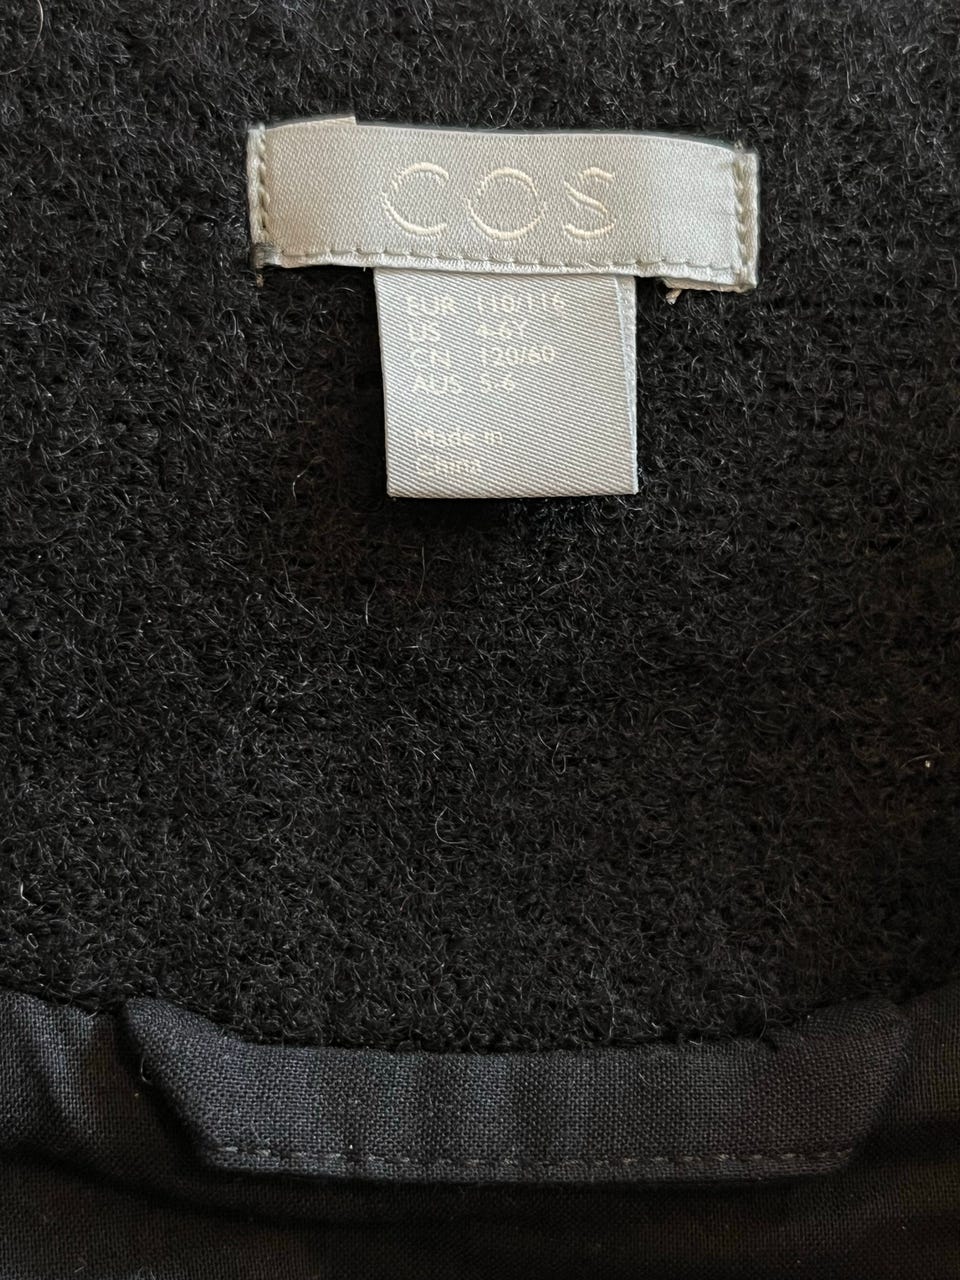 COS
EUR 110/116
US 4-6Y
CN 120/60
AUS 5-6
Made in
China